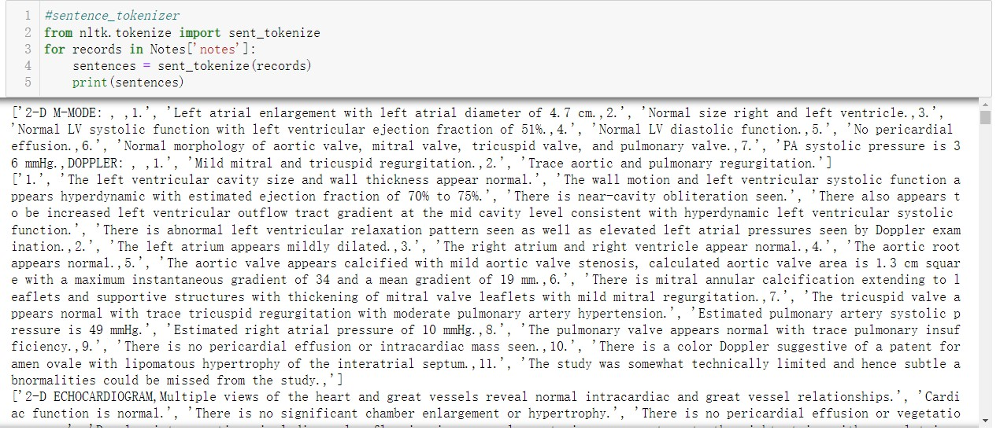 1 #sentence_tokenizer
2 from nltk.tokenize import sent_tokenize
3 for records in Notes['notes']:
4 sentences = sent_tokenize(records)
5 print(sentences)
['2-D M-MODE: , ,1.', 'Left atrial enlargement with left atrial diameter of 4.7 cm.,2.', 'Normal size right and left ventricle.,3.',
'Normal LV systolic function with left ventricular ejection fraction of 51%.,4.', 'Normal LV diastolic function.,5.', 'No pericardial
effusion.,6.', 'Normal morphology of aortic valve, mitral valve, tricuspid valve, and pulmonary valve.,7.', 'PA systolic pressure is 3
6 mmHg.,DOPPLER: , ,1.', 'Mild mitral and tricuspid regurgitation.,2.', 'Trace aortic and pulmonary regurgitation.']
['1.', 'The left ventricular cavity size and wall thickness appear normal.', 'The wall motion and left ventricular systolic function a
ppears hyperdynamic with estimated ejection fraction of 70% to 75%.', 'There is near-cavity obliteration seen.', 'There also appears t
o be increased left ventricular outflow tract gradient at the mid cavity level consistent with hyperdynamic left ventricular systolic
function.', 'There is abnormal left ventricular relaxation pattern seen as well as elevated left atrial pressures seen by Doppler exam
ination.,2.', 'The left atrium appears mildly dilated.,3.', 'The right atrium and right ventricle appear normal.,4.', 'The aortic root
appears normal.,5.', 'The aortic valve appears calcified with mild aortic valve stenosis, calculated aortic valve area is 1.3 cm squar
e with a maximum instantaneous gradient of 34 and a mean gradient of 19 mm.,6.', 'There is mitral annular calcification extending to l
eaflets and supportive structures with thickening of mitral valve leaflets with mild mitral regurgitation.,7.', 'The tricuspid valve a
ppears normal with trace tricuspid regurgitation with moderate pulmonary artery hypertension.', 'Estimated pulmonary artery systolic p
ressure is 49 mmHg.', 'Estimated right atrial pressure of 10 mmHg.,8.', 'The pulmonary valve appears normal with trace pulmonary insuf
ficiency.,9.', 'There is no pericardial effusion or intracardiac mass seen.,10.', 'There is a color Doppler suggestive of a patent for
amen ovale with lipomatous hypertrophy of the interatrial septum.,11.', 'The study was somewhat technically limited and hence subtle a
bnormalities could be missed from the study.,']
['2-D ECHOCARDIOGRAM,Multiple views of the heart and great vessels reveal normal intracardiac and great vessel relationships.', 'Cardi
ac function is normal.', 'There is no significant chamber enlargement or hypertrophy.', 'There is no pericardial effusion or vegetatio